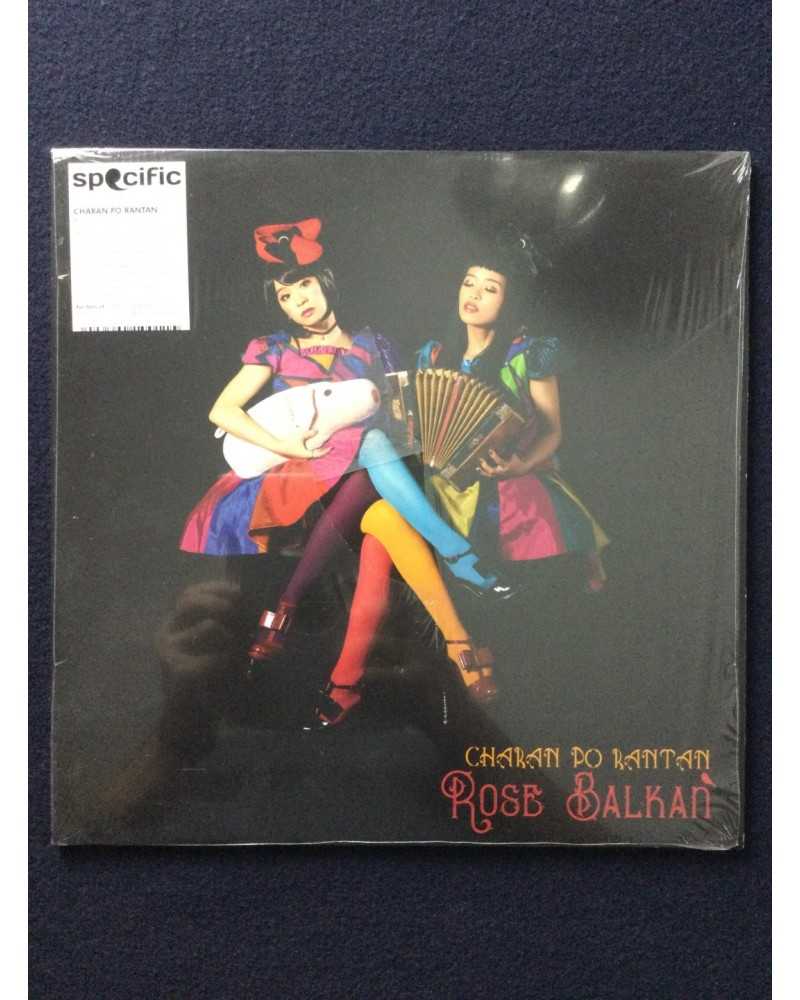 specific
CHARAN PO RANTAN
CHARAN PO RANTAN
ROSE BALKAN